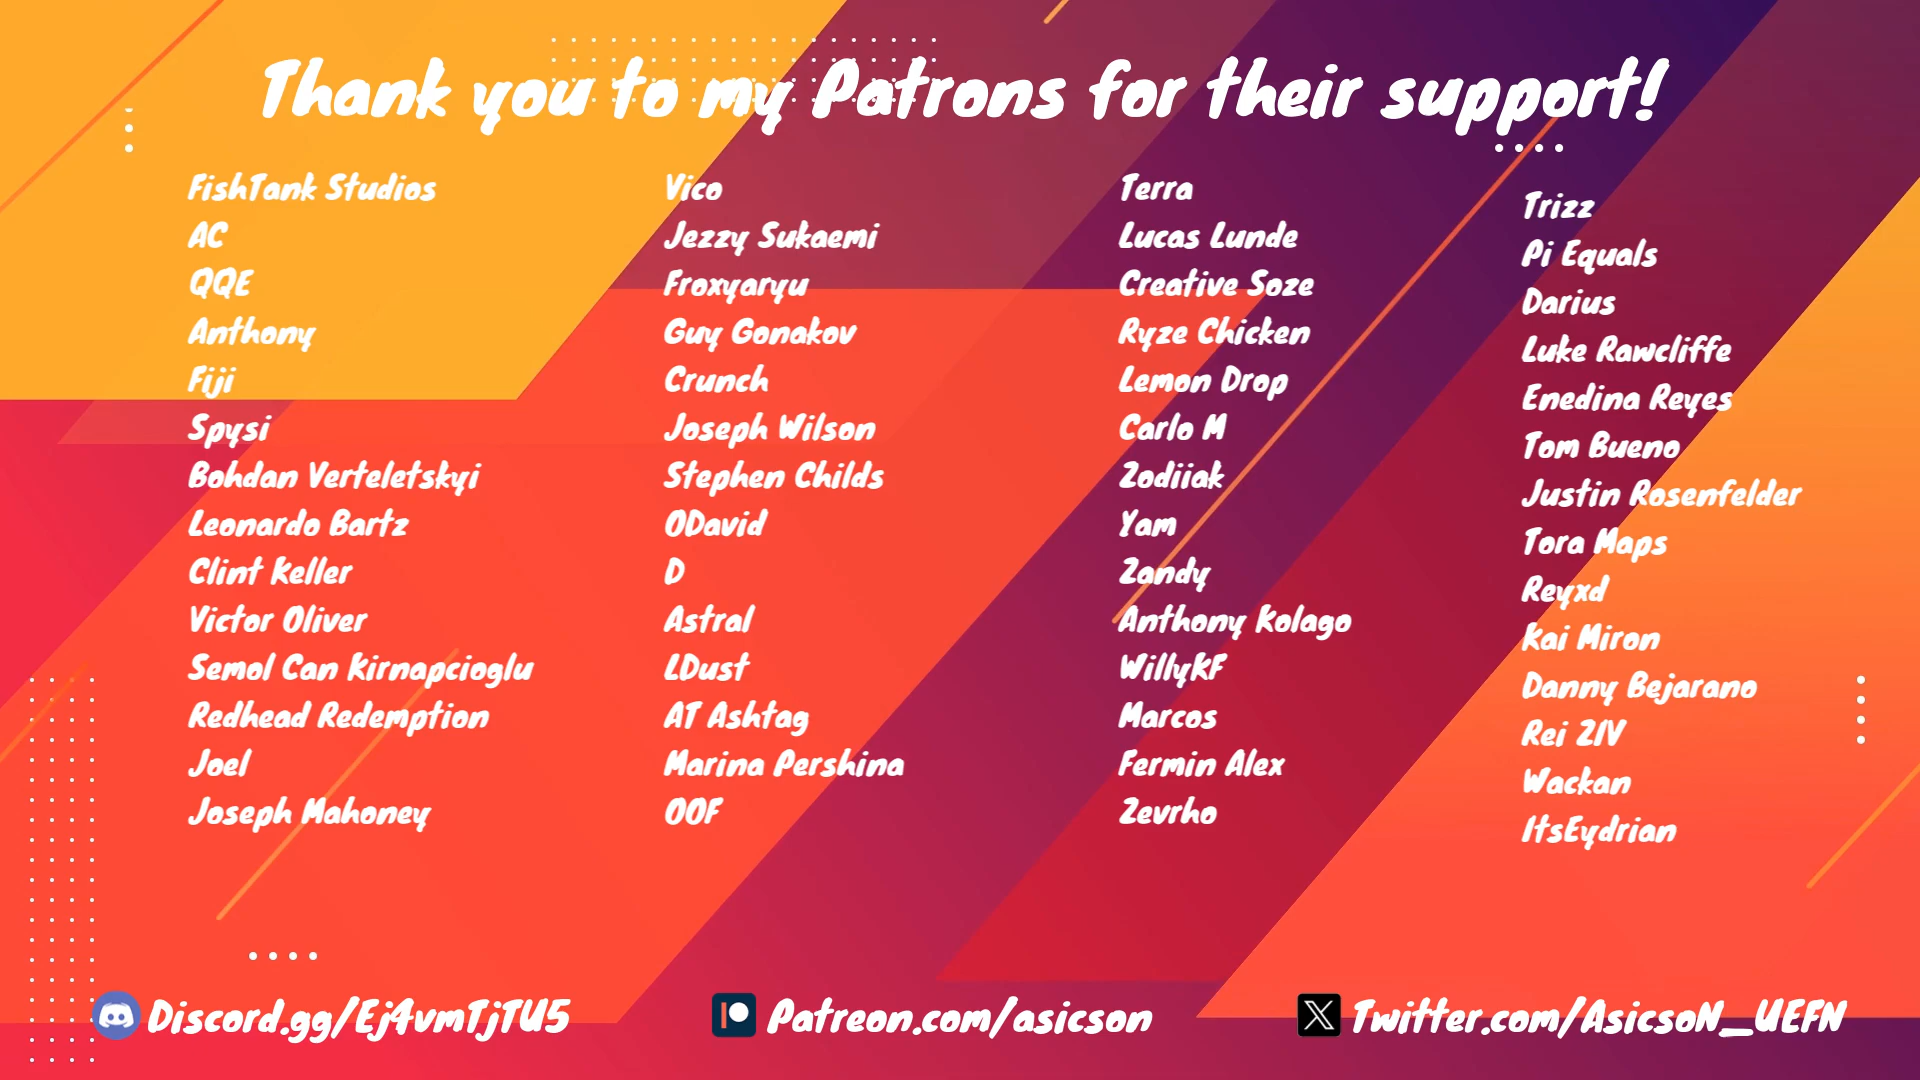 Thank you to my Patrons for their support!
FishTank Studios
AC
QQE
Anthony
Fiji
Spysi
Bohdan Verteletskyi
Leonardo Bartz
Clint Keller
Victor Oliver
Semol Can Kirnapcioglu
Redhead Redemption
Joel
Joseph Mahoney
Vico
Jezzy Sukaemi
Froxyaryu
Guy Gonakov
Crunch
Joseph Wilson
Stephen Childs
ODavid
D
Astral
LDust
AT Ashtag
Marina Pershina
OOF
Terra
Lucas Lunde
Creative Soze
Ryze Chicken
Lemon Drop
Carlo M
Zodiiak
Yam
Zandy
Anthony Kolago
WillyKF
Marcos
Fermin Alex
Zevrho
Trizz
Pi Equals
Darius
Luke Rawcliffe
Enedina Reyes
Tom Bueno
Justin Rosenfelder
Tora Maps
Reyxd
Kai Miron
Danny Bejarano
Rei ZIV
Wackan
ItsEydrian
Discord.gg/Ej4vmTjTU5
Patreon.com/asicson
Twitter.com/AsicsoN_UEFN